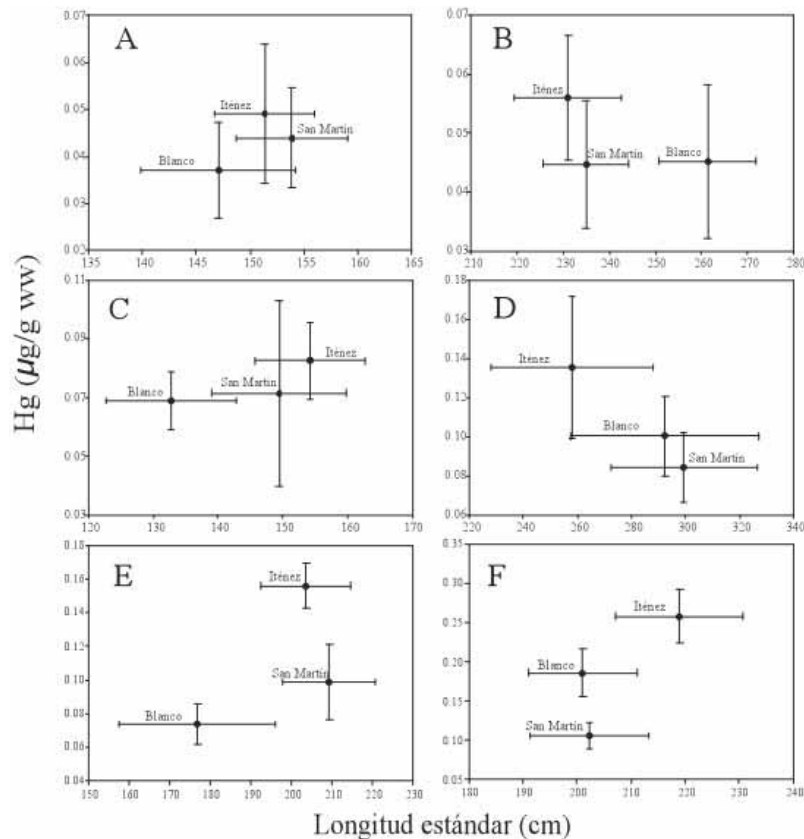 Hg (µg/g ww)
A
0.07
0.06
0.05
0.04
0.03
0.02
Iténez
San Martín
Blanco
135 140 145 150 155 160 165
B
0.07
0.06
0.05
0.04
0.03
Iténez
San Martín
Blanco
210 220 230 240 250 260 270 280
C
0.11
0.09
0.07
0.05
0.03
Iténez
San Martín
Blanco
120 130 140 150 160 170
D
0.18
0.16
0.14
0.12
0.10
0.08
0.06
Iténez
Blanco
San Martín
220 240 260 280 300 320 340
E
0.18
0.16
0.14
0.12
0.10
0.08
0.06
0.04
Iténez
San Martín
Blanco
150 160 170 180 190 200 210 220 230
F
0.35
0.30
0.25
0.20
0.15
0.10
0.05
Iténez
Blanco
San Martín
180 190 200 210 220 230 240
Longitud estándar (cm)